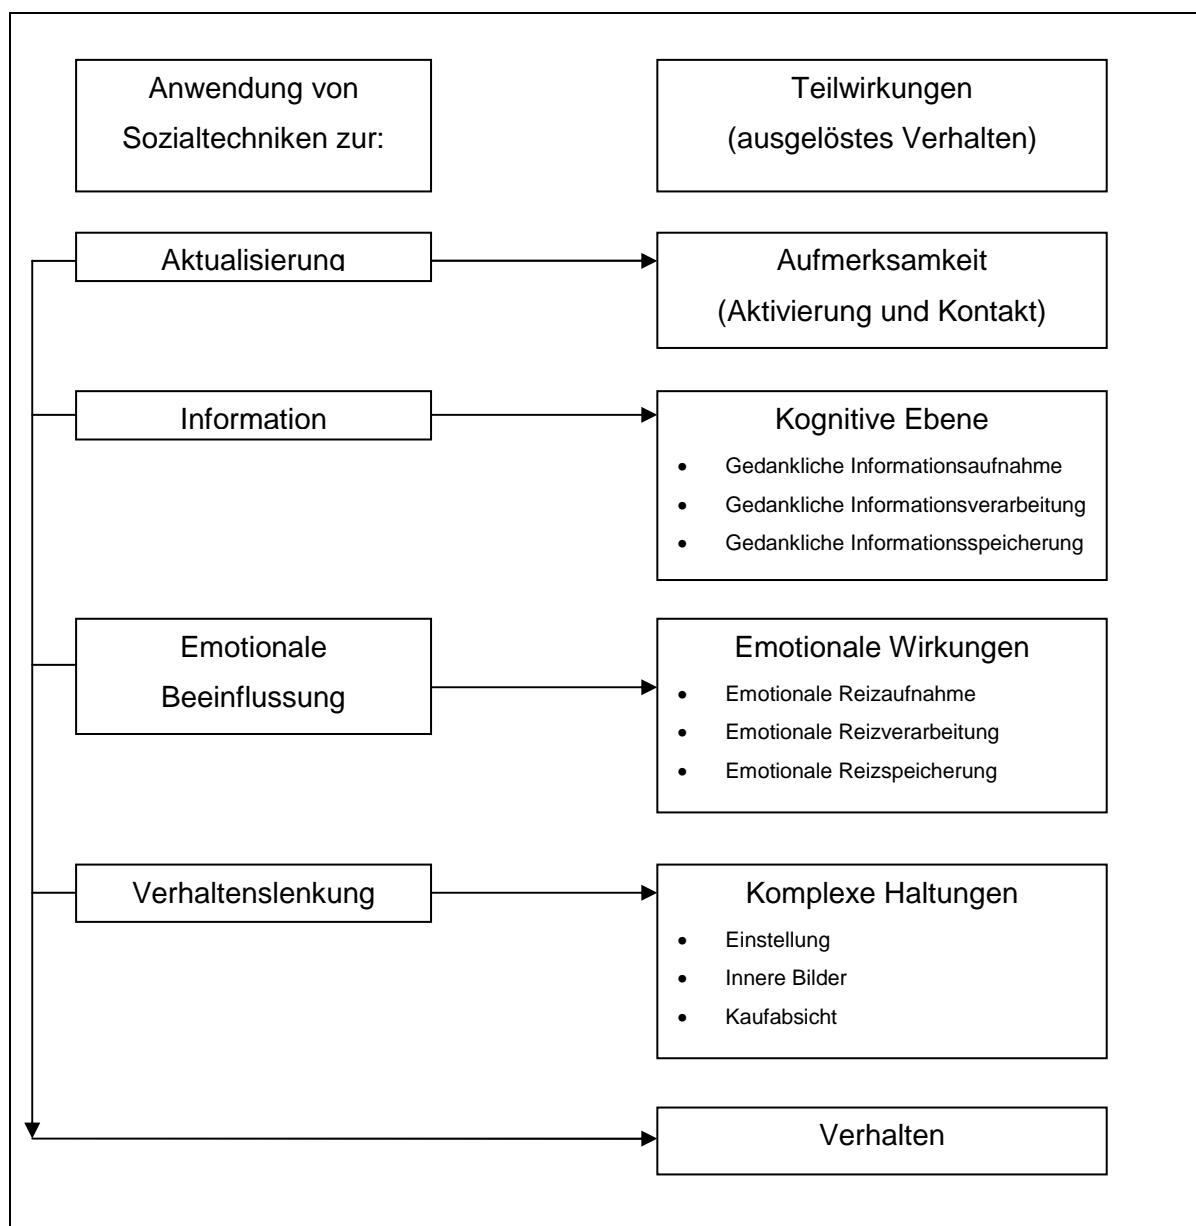 Anwendung von
Sozialtechniken zur:
Teilwirkungen
(ausgelöstes Verhalten)
Aktualisierung
Aufmerksamkeit
(Aktivierung und Kontakt)
Information
Kognitive Ebene
• Gedankliche Informationsaufnahme
• Gedankliche Informationsverarbeitung
• Gedankliche Informationsspeicherung
Emotionale
Beeinflussung
Emotionale Wirkungen
• Emotionale Reizaufnahme
• Emotionale Reizverarbeitung
• Emotionale Reizspeicherung
Verhaltenslenkung
Komplexe Haltungen
• Einstellung
• Innere Bilder
• Kaufabsicht
Verhalten